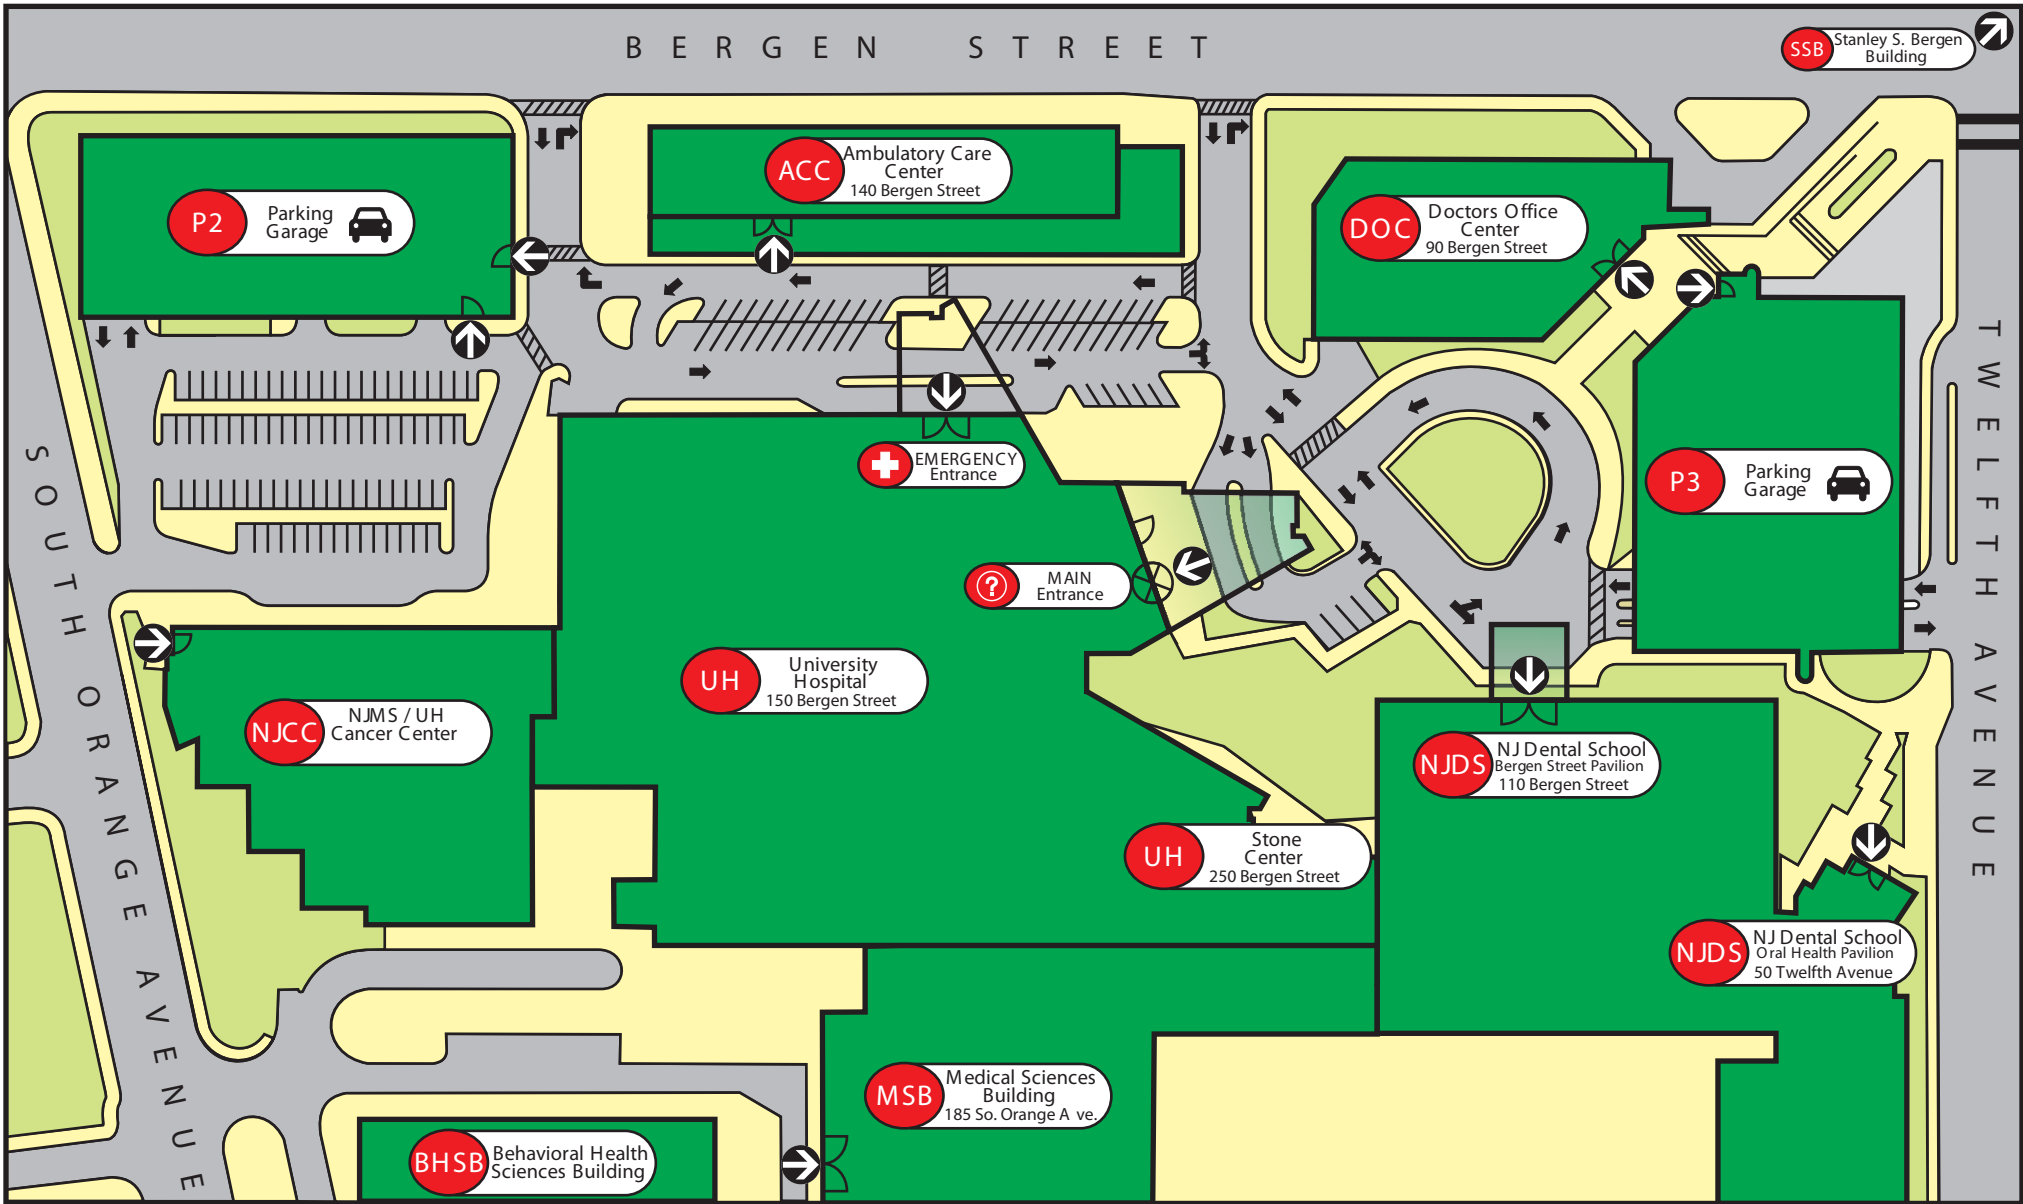 BERGEN STREET
SSB
Stanley S. Bergen
Building
P2
Parking
Garage
ACC
Ambulatory Care
Center
140 Bergen Street
DOC
Doctors Office
Center
90 Bergen Street
P3
Parking
Garage
EMERGENCY
Entrance
?
MAIN
Entrance
UH
University
Hospital
150 Bergen Street
NJCC
NJMS / UH
Cancer Center
NJDS
NJ Dental School
Bergen Street Pavilion
110 Bergen Street
UH
Stone
Center
250 Bergen Street
NJDS
NJ Dental School
Oral Health Pavilion
50 Twelfth Avenue
MSB
Medical Sciences
Building
185 So. Orange A ve.
BHSB
Behavioral Health
Sciences Building
SOUTH ORANGE AVENUE
TWELFTH AVENUE